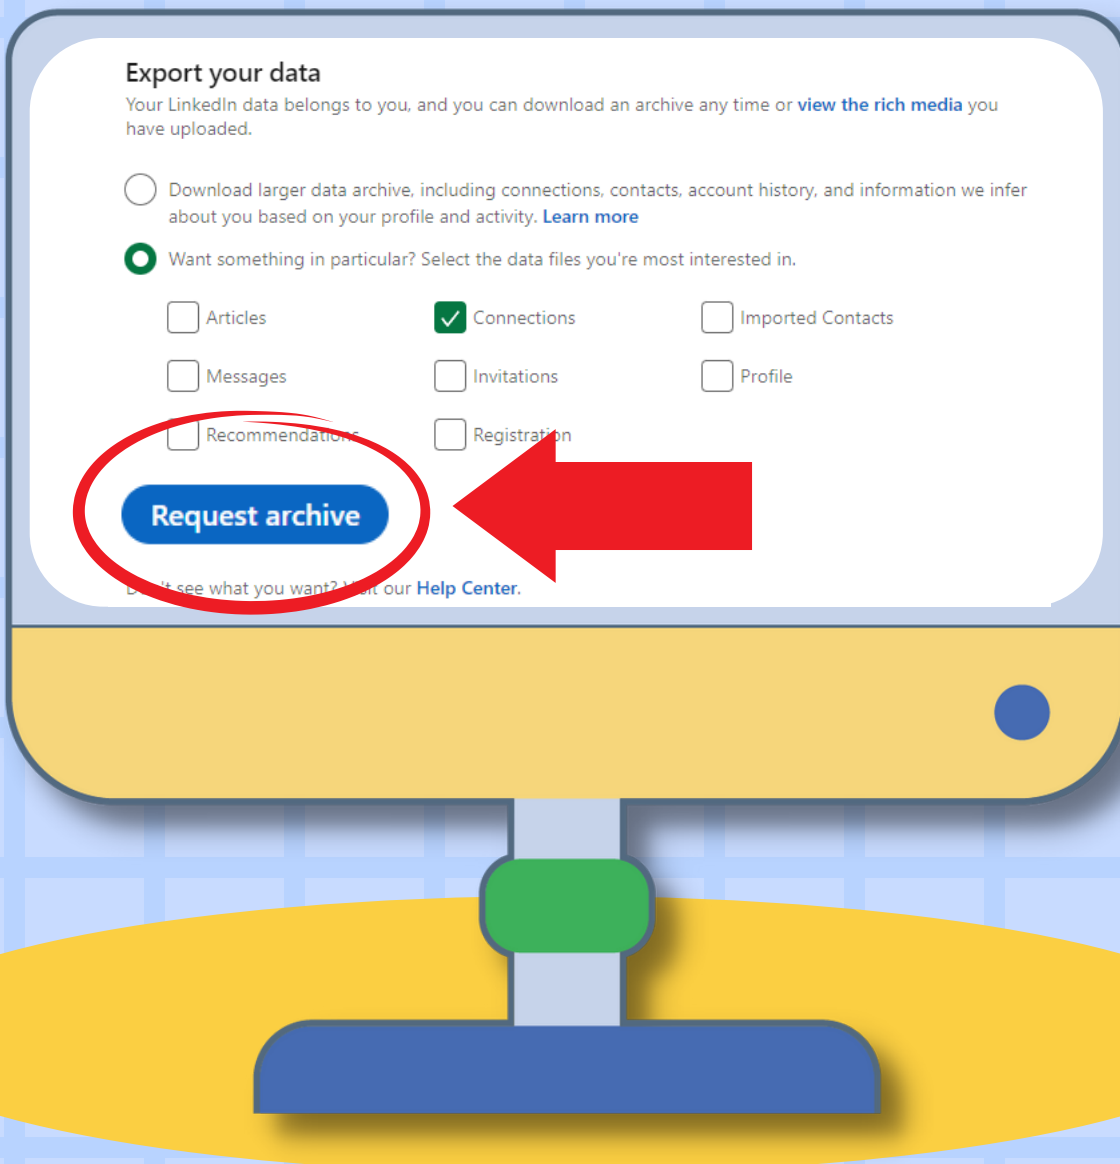 Export your data
Your LinkedIn data belongs to you, and you can download an archive any time or view the rich media you
have uploaded.
Download larger data archive, including connections, contacts, account history, and information we infer
about you based on your profile and activity. Learn more
Want something in particular? Select the data files you're most interested in.
Articles Connections Imported Contacts
Messages Invitations Profile
Recommendations Registration
Request archive
Don't see what you want? Visit our Help Center.